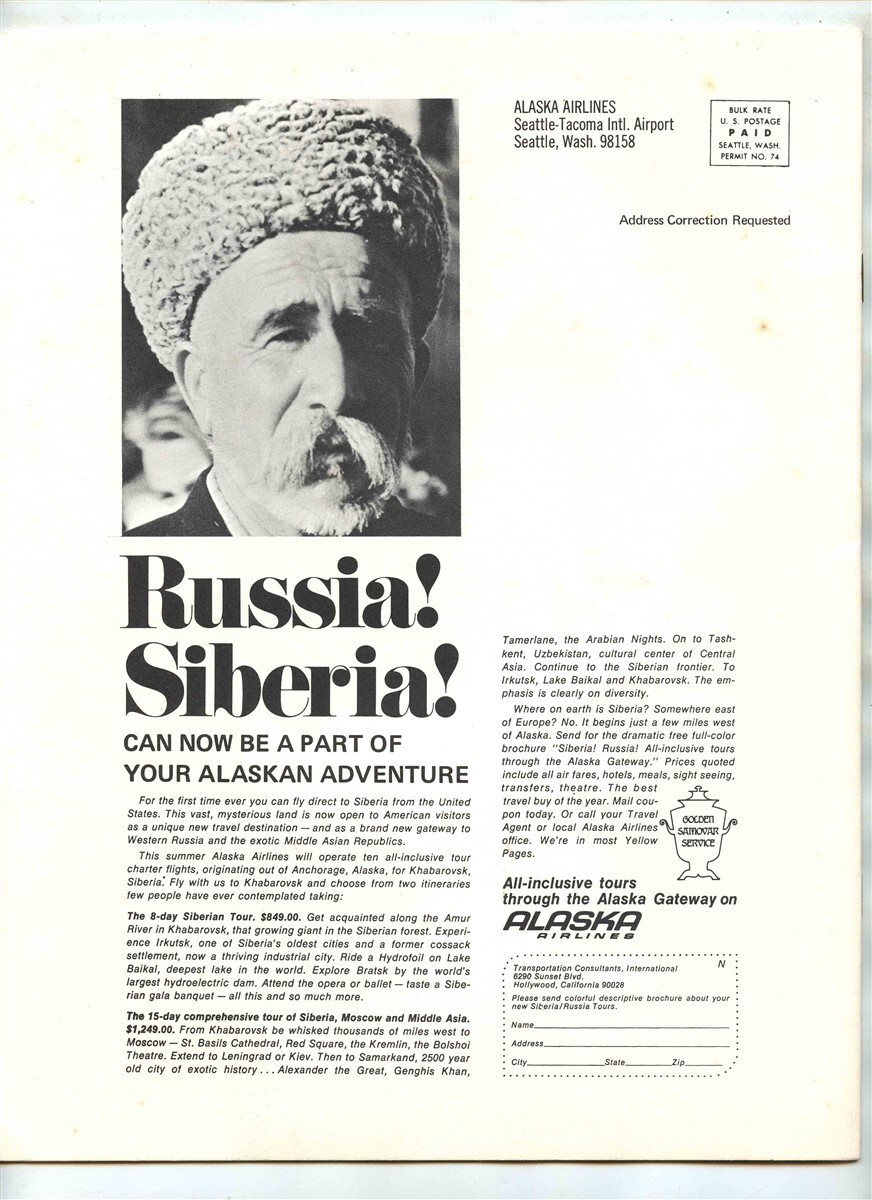 ALASKA AIRLINES
Seattle-Tacoma Intl. Airport
Seattle, Wash. 98158
BULK RATE
U. S. POSTAGE
PAID
SEATTLE, WASH.
PERMIT NO. 74
Address Correction Requested
Russia!
Siberia!
CAN NOW BE A PART OF
YOUR ALASKAN ADVENTURE
For the first time ever you can fly direct to Siberia from the United
States. This vast, mysterious land is now open to American visitors
as a unique new travel destination — and as a brand new gateway to
Western Russia and the exotic Middle Asian Republics.
This summer Alaska Airlines will operate ten all-inclusive tour
charter flights, originating out of Anchorage, Alaska, for Khabarovsk,
Siberia. Fly with us to Khabarovsk and choose from two itineraries
few people have ever contemplated taking:
The 8-day Siberian Tour. $849.00. Get acquainted along the Amur
River in Khabarovsk, that growing giant in the Siberian forest. Experi-
ence Irkutsk, one of Siberia's oldest cities and a former cossack
settlement, now a thriving industrial city. Ride a Hydrofoil on Lake
Baikal, deepest lake in the world. Explore Bratsk by the world's
largest hydroelectric dam. Attend the opera or ballet — taste a Sibe-
rian gala banquet — all this and so much more.
The 15-day comprehensive tour of Siberia, Moscow and Middle Asia.
$1,249.00. From Khabarovsk be whisked thousands of miles west to
Moscow — St. Basils Cathedral, Red Square, the Kremlin, the Bolshoi
Theatre. Extend to Leningrad or Kiev. Then to Samarkand, 2500 year
old city of exotic history . . . Alexander the Great, Genghis Khan,
Tamerlane, the Arabian Nights. On to Tash-
kent, Uzbekistan, cultural center of Central
Asia. Continue to the Siberian frontier. To
Irkutsk, Lake Baikal and Khabarovsk. The em-
phasis is clearly on diversity.
Where on earth is Siberia? Somewhere east
of Europe? No. It begins just a few miles west
of Alaska. Send for the dramatic free full-color
brochure "Siberia! Russia! All-inclusive tours
through the Alaska Gateway." Prices quoted
include all air fares, hotels, meals, sight seeing,
transfers, theatre. The best
travel buy of the year. Mail cou-
pon today. Or call your Travel
Agent or local Alaska Airlines
office. We're in most Yellow
Pages.
GOLDEN
SAMOVAR
SERVICE
All-inclusive tours
through the Alaska Gateway on
ALASKA
AIRLINES
N
Transportation Consultants, International
6290 Sunset Blvd.
Hollywood, California 90028
Please send colorful descriptive brochure about your
new Siberia/Russia Tours.
Name
Address
City State Zip